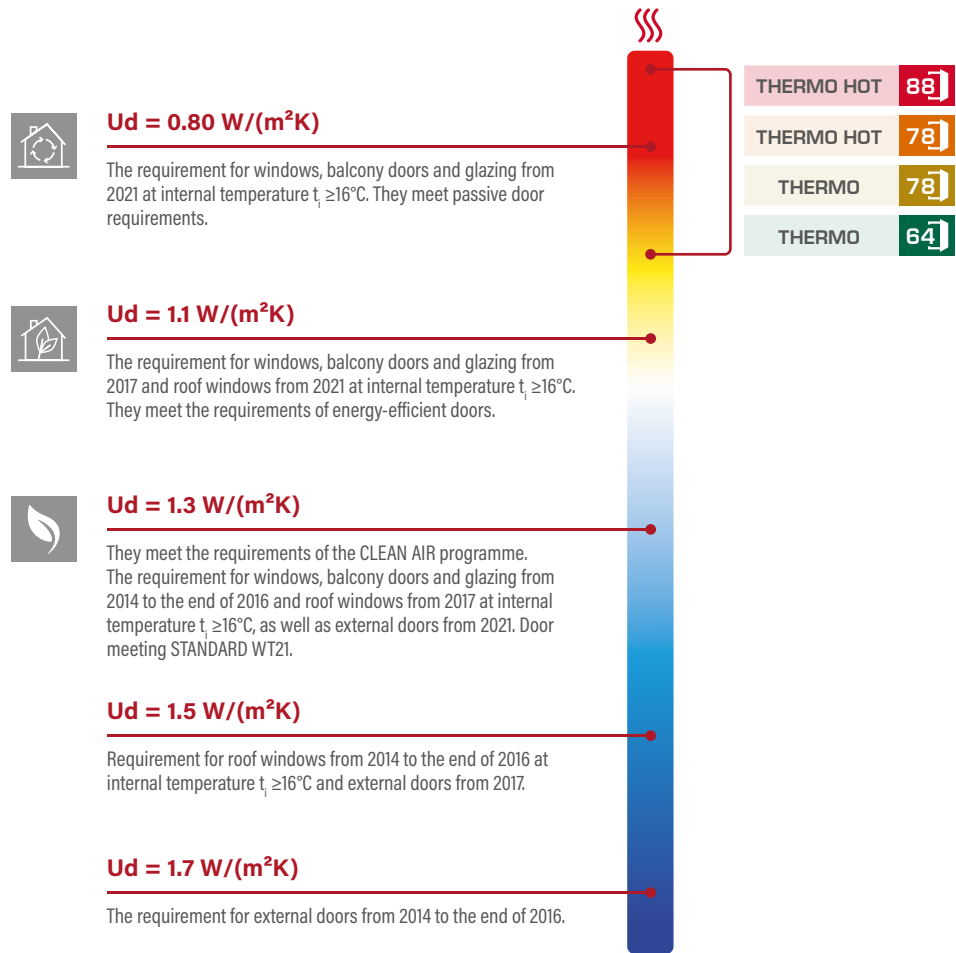 Ud = 0.80 W/(m²K)
The requirement for windows, balcony doors and glazing from
2021 at internal temperature tᵢ ≥16°C. They meet passive door
requirements.
Ud = 1.1 W/(m²K)
The requirement for windows, balcony doors and glazing from
2017 and roof windows from 2021 at internal temperature tᵢ ≥16°C.
They meet the requirements of energy-efficient doors.
Ud = 1.3 W/(m²K)
They meet the requirements of the CLEAN AIR programme.
The requirement for windows, balcony doors and glazing from
2014 to the end of 2016 and roof windows from 2017 at internal
temperature tᵢ ≥16°C, as well as external doors from 2021. Door
meeting STANDARD WT21.
Ud = 1.5 W/(m²K)
Requirement for roof windows from 2014 to the end of 2016 at
internal temperature tᵢ ≥16°C and external doors from 2017.
Ud = 1.7 W/(m²K)
The requirement for external doors from 2014 to the end of 2016.
THERMO HOT 88
THERMO HOT 78
THERMO 78
THERMO 64